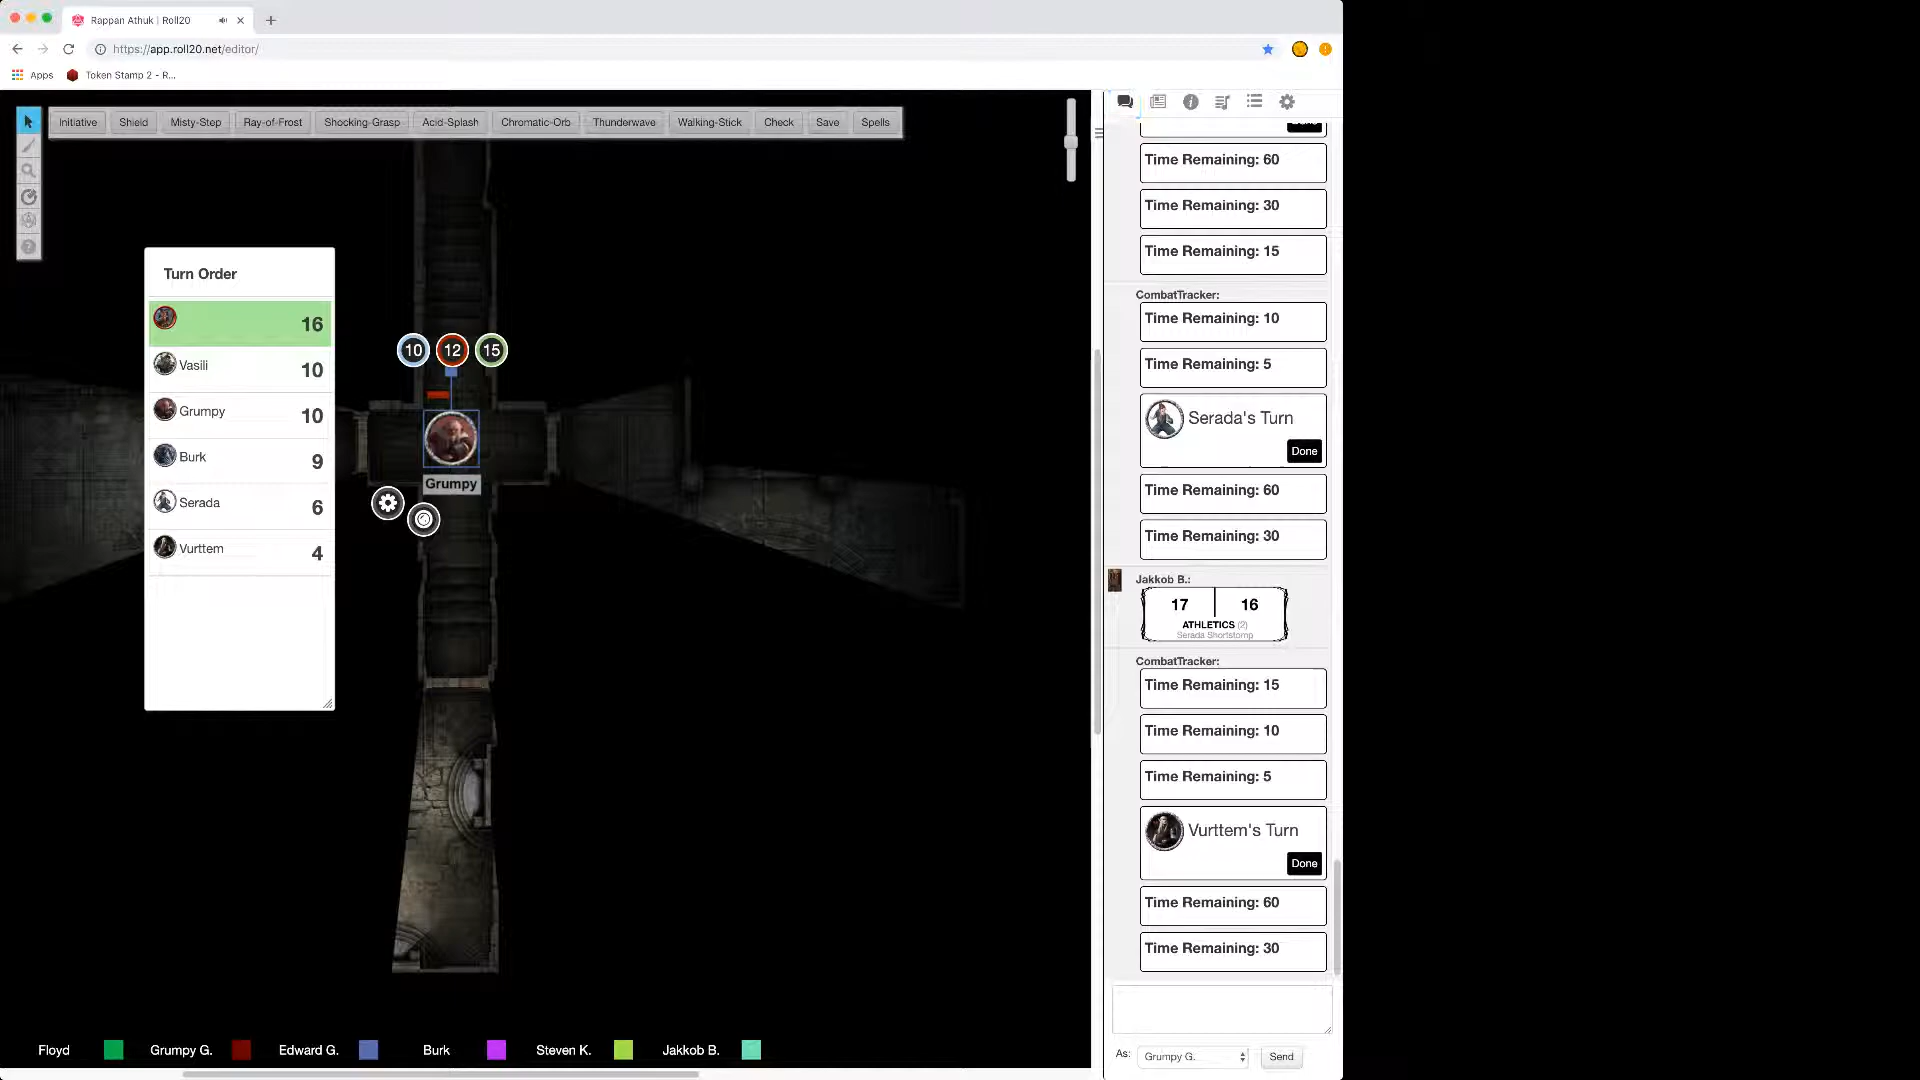 Rappan Athuk | Roll20
https://app.roll20.net/editor/
Apps
Token Stamp 2 - R...
Initiative
Shield
Misty-Step
Ray-of-Frost
Shocking-Grasp
Acid-Splash
Chromatic-Orb
Thunderwave
Walking-Stick
Check
Save
Spells
Turn Order
16
Vasili 10
Grumpy 10
Burk 9
Serada 6
Vurttem 4
10 12 15
Grumpy
Time Remaining: 60
Time Remaining: 30
Time Remaining: 15
CombatTracker:
Time Remaining: 10
Time Remaining: 5
Serada's Turn
Done
Time Remaining: 60
Time Remaining: 30
Jakkob B.:
17 16
ATHLETICS (2)
Serada Shortstomp
CombatTracker:
Time Remaining: 15
Time Remaining: 10
Time Remaining: 5
Vurttem's Turn
Done
Time Remaining: 60
Time Remaining: 30
As: Grumpy G. Send
Floyd
Grumpy G.
Edward G.
Burk
Steven K.
Jakkob B.